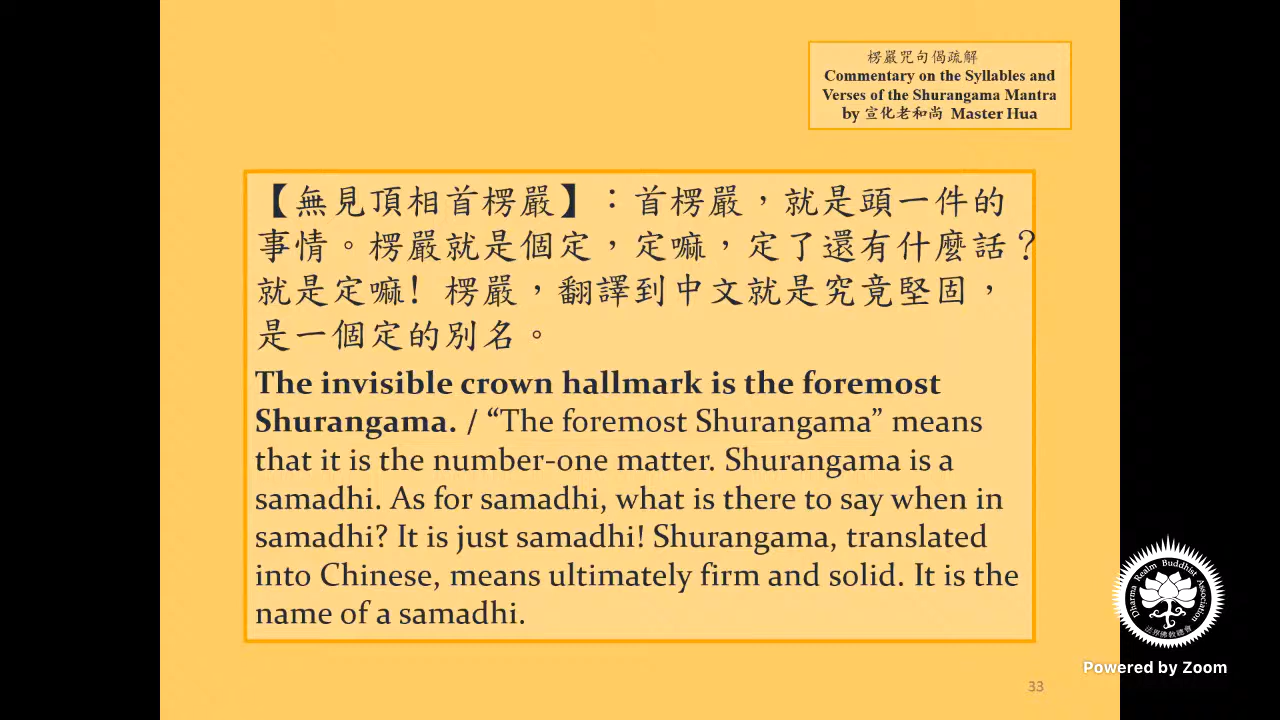 楞嚴咒句偈疏解
Commentary on the Syllables and
Verses of the Shurangama Mantra
by 宣化老和尚 Master Hua
【無見頂相首楞嚴】：首楞嚴，就是頭一件的
事情。楞嚴就是個定，定嘛，定了還有什麼話？
就是定嘛! 楞嚴，翻譯到中文就是究竟堅固，
是一個定的別名。
The invisible crown hallmark is the foremost
Shurangama. / “The foremost Shurangama” means
that it is the number-one matter. Shurangama is a
samadhi. As for samadhi, what is there to say when in
samadhi? It is just samadhi! Shurangama, translated
into Chinese, means ultimately firm and solid. It is the
name of a samadhi.
Dharma Realm Buddhist Association
法界佛教總會
Powered by Zoom
33